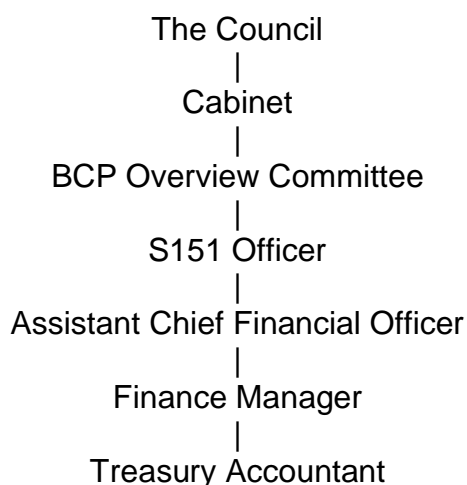 The Council
Cabinet
BCP Overview Committee
S151 Officer
Assistant Chief Financial Officer
Finance Manager
Treasury Accountant